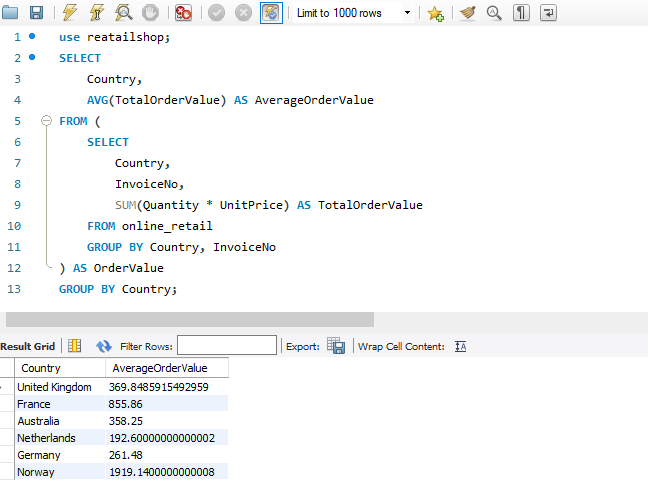 Limit to 1000 rows
1 use reatailshop;
2 SELECT
3 Country,
4 AVG(TotalOrderValue) AS AverageOrderValue
5 FROM (
6 SELECT
7 Country,
8 InvoiceNo,
9 SUM(Quantity * UnitPrice) AS TotalOrderValue
10 FROM online_retail
11 GROUP BY Country, InvoiceNo
12 ) AS OrderValue
13 GROUP BY Country;
Result Grid Filter Rows: Export: Wrap Cell Content:
Country AverageOrderValue
United Kingdom 369.8485915492959
France 855.86
Australia 358.25
Netherlands 192.60000000000002
Germany 261.48
Norway 1919.1400000000008